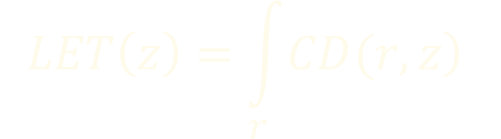 LET(z) = ∫ CD(r, z)
r